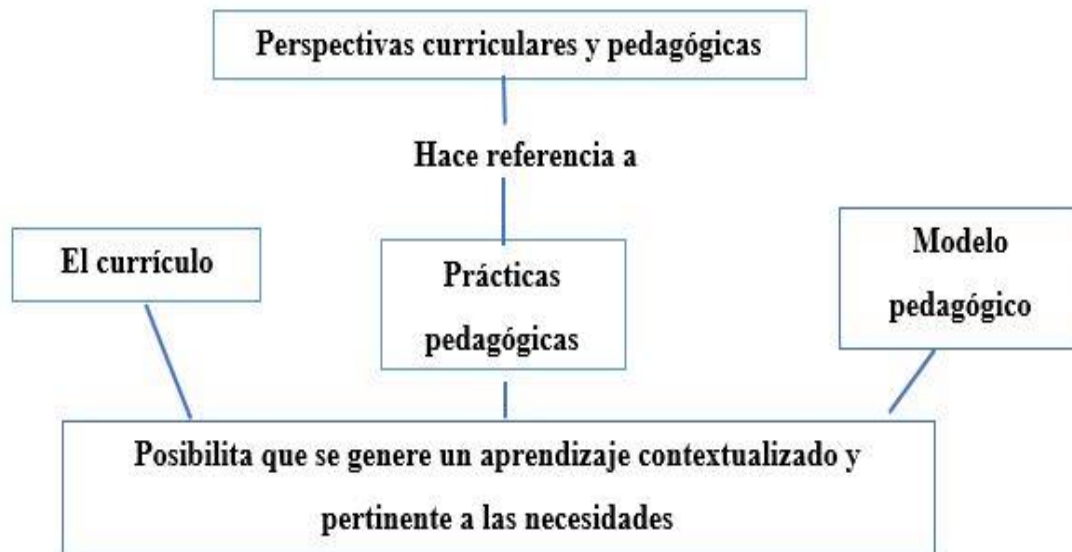 Perspectivas curriculares y pedagógicas
Hace referencia a
El currículo
Prácticas
pedagógicas
Modelo
pedagógico
Posibilita que se genere un aprendizaje contextualizado y
pertinente a las necesidades